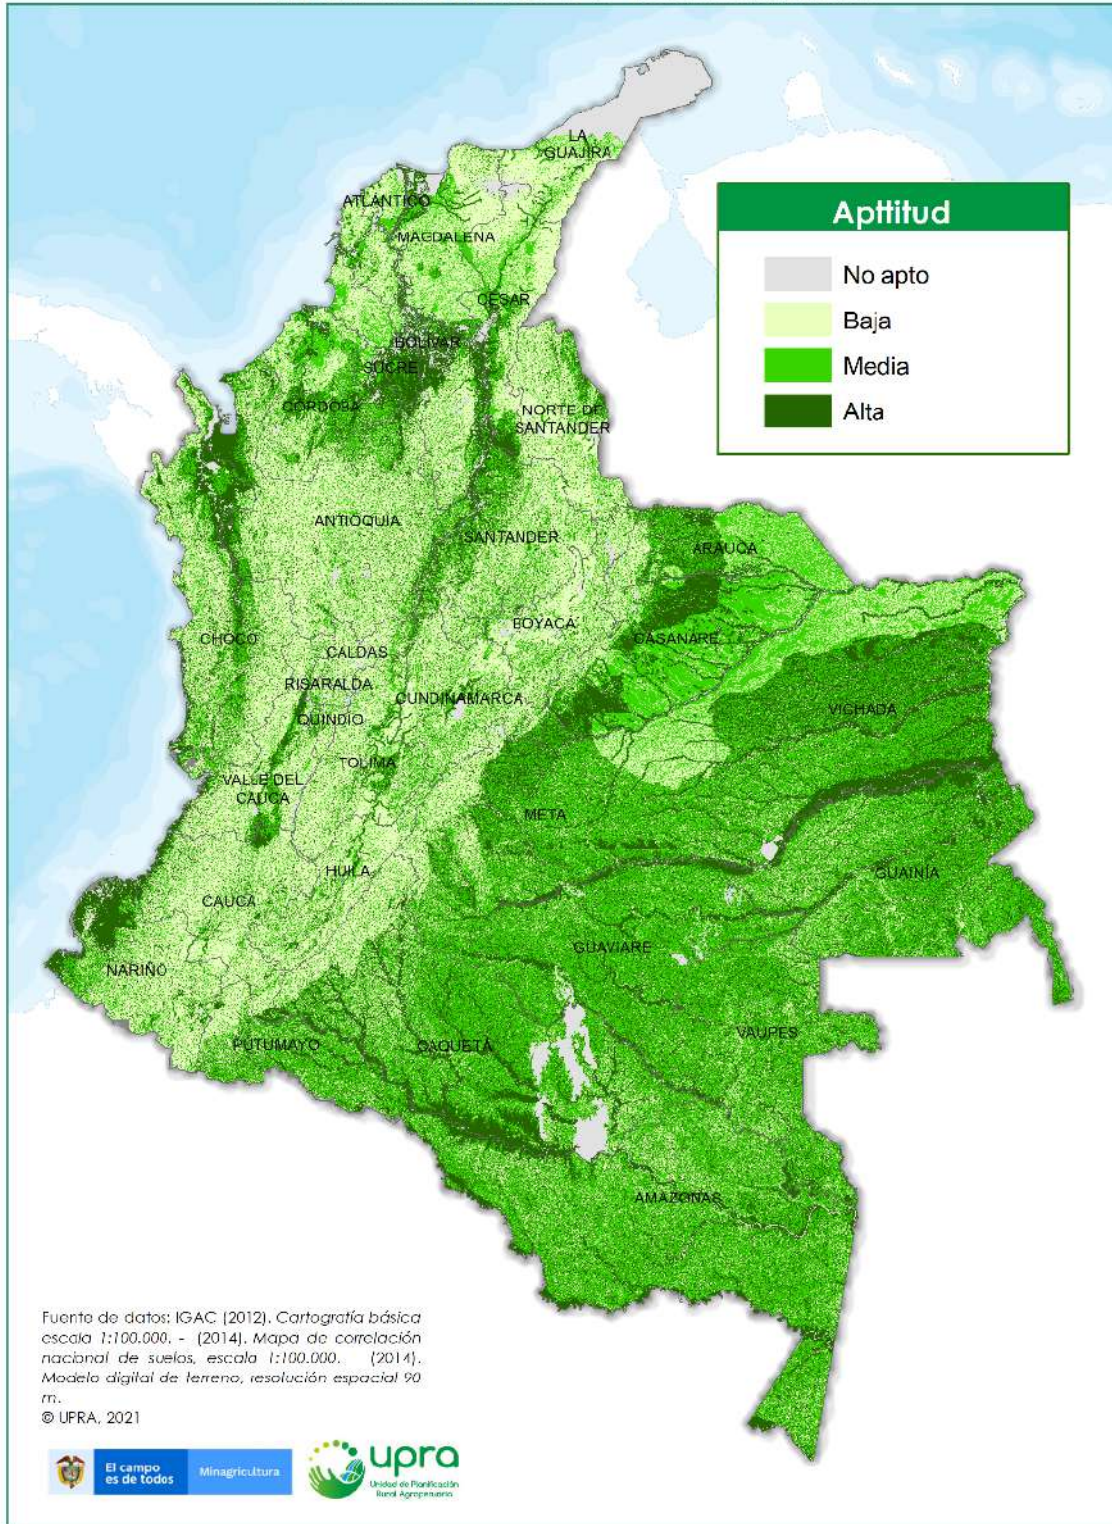 LA
GUAJIRA
ATLANTICO
MAGDALENA
CESAR
BOLIVAR
SUCRE
CORDOBA
NORTE DE
SANTANDER
ANTIOQUIA
SANTANDER
ARAUCA
CHOCO
BOYACA
CASANARE
CALDAS
RISARALDA
CUNDINAMARCA
QUINDIO
VICHADA
TOLIMA
VALLE DEL
CAUCA
META
HUILA
GUAINÍA
CAUCA
GUAVIARE
NARIÑO
VAUPES
PUTUMAYO
CAQUETÁ
AMAZONAS
Apttitud
No apto
Baja
Media
Alta
Fuente de datos: IGAC (2012). Cartografía básica
escala 1:100.000. - (2014). Mapa de correlación
nacional de suelos, escala 1:100.000. (2014).
Modelo digital de terreno, resolución espacial 90
m.
© UPRA, 2021
El campo
es de todos
Minagricultura
upra
Unidad de Planificación
Rural Agropecuaria